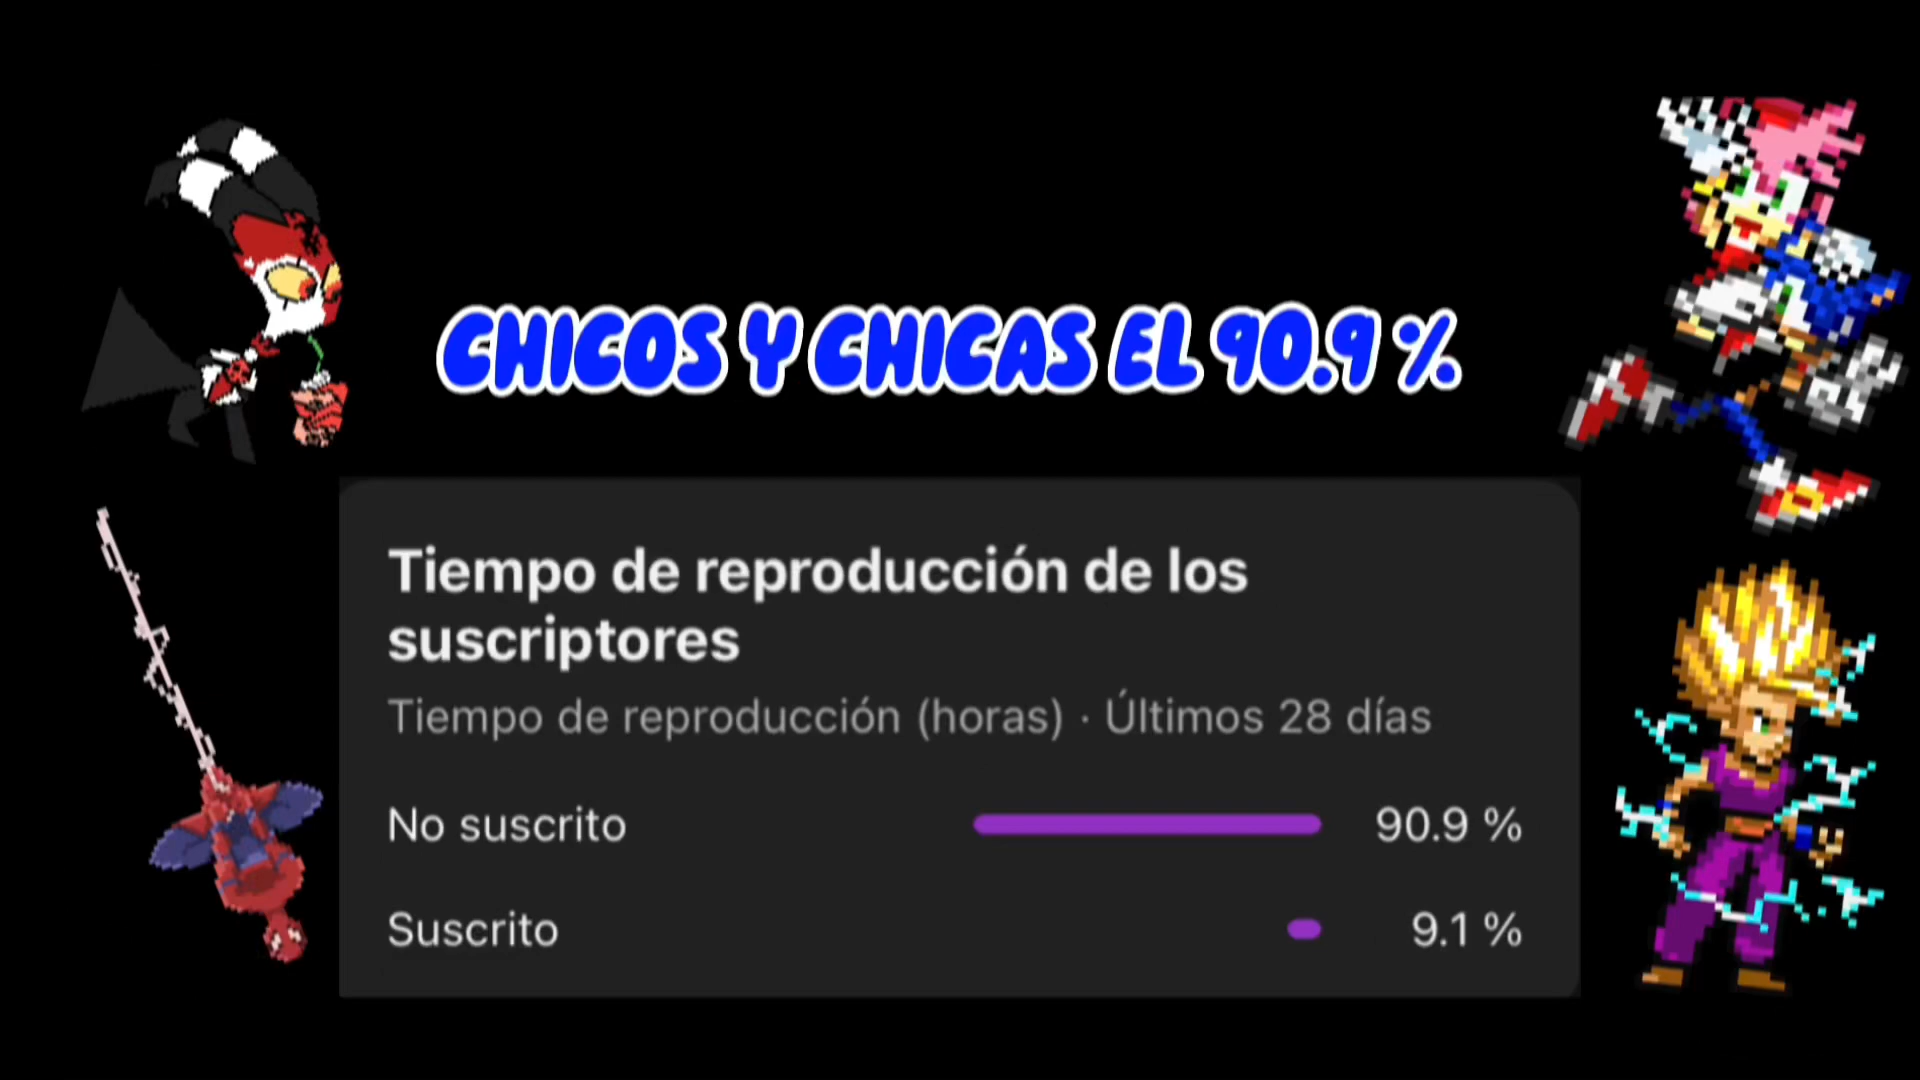 CHICOS Y CHICAS EL 90.9 %
Tiempo de reproducción de los
suscriptores
Tiempo de reproducción (horas) · Últimos 28 días
No suscrito 90.9 %
Suscrito 9.1 %